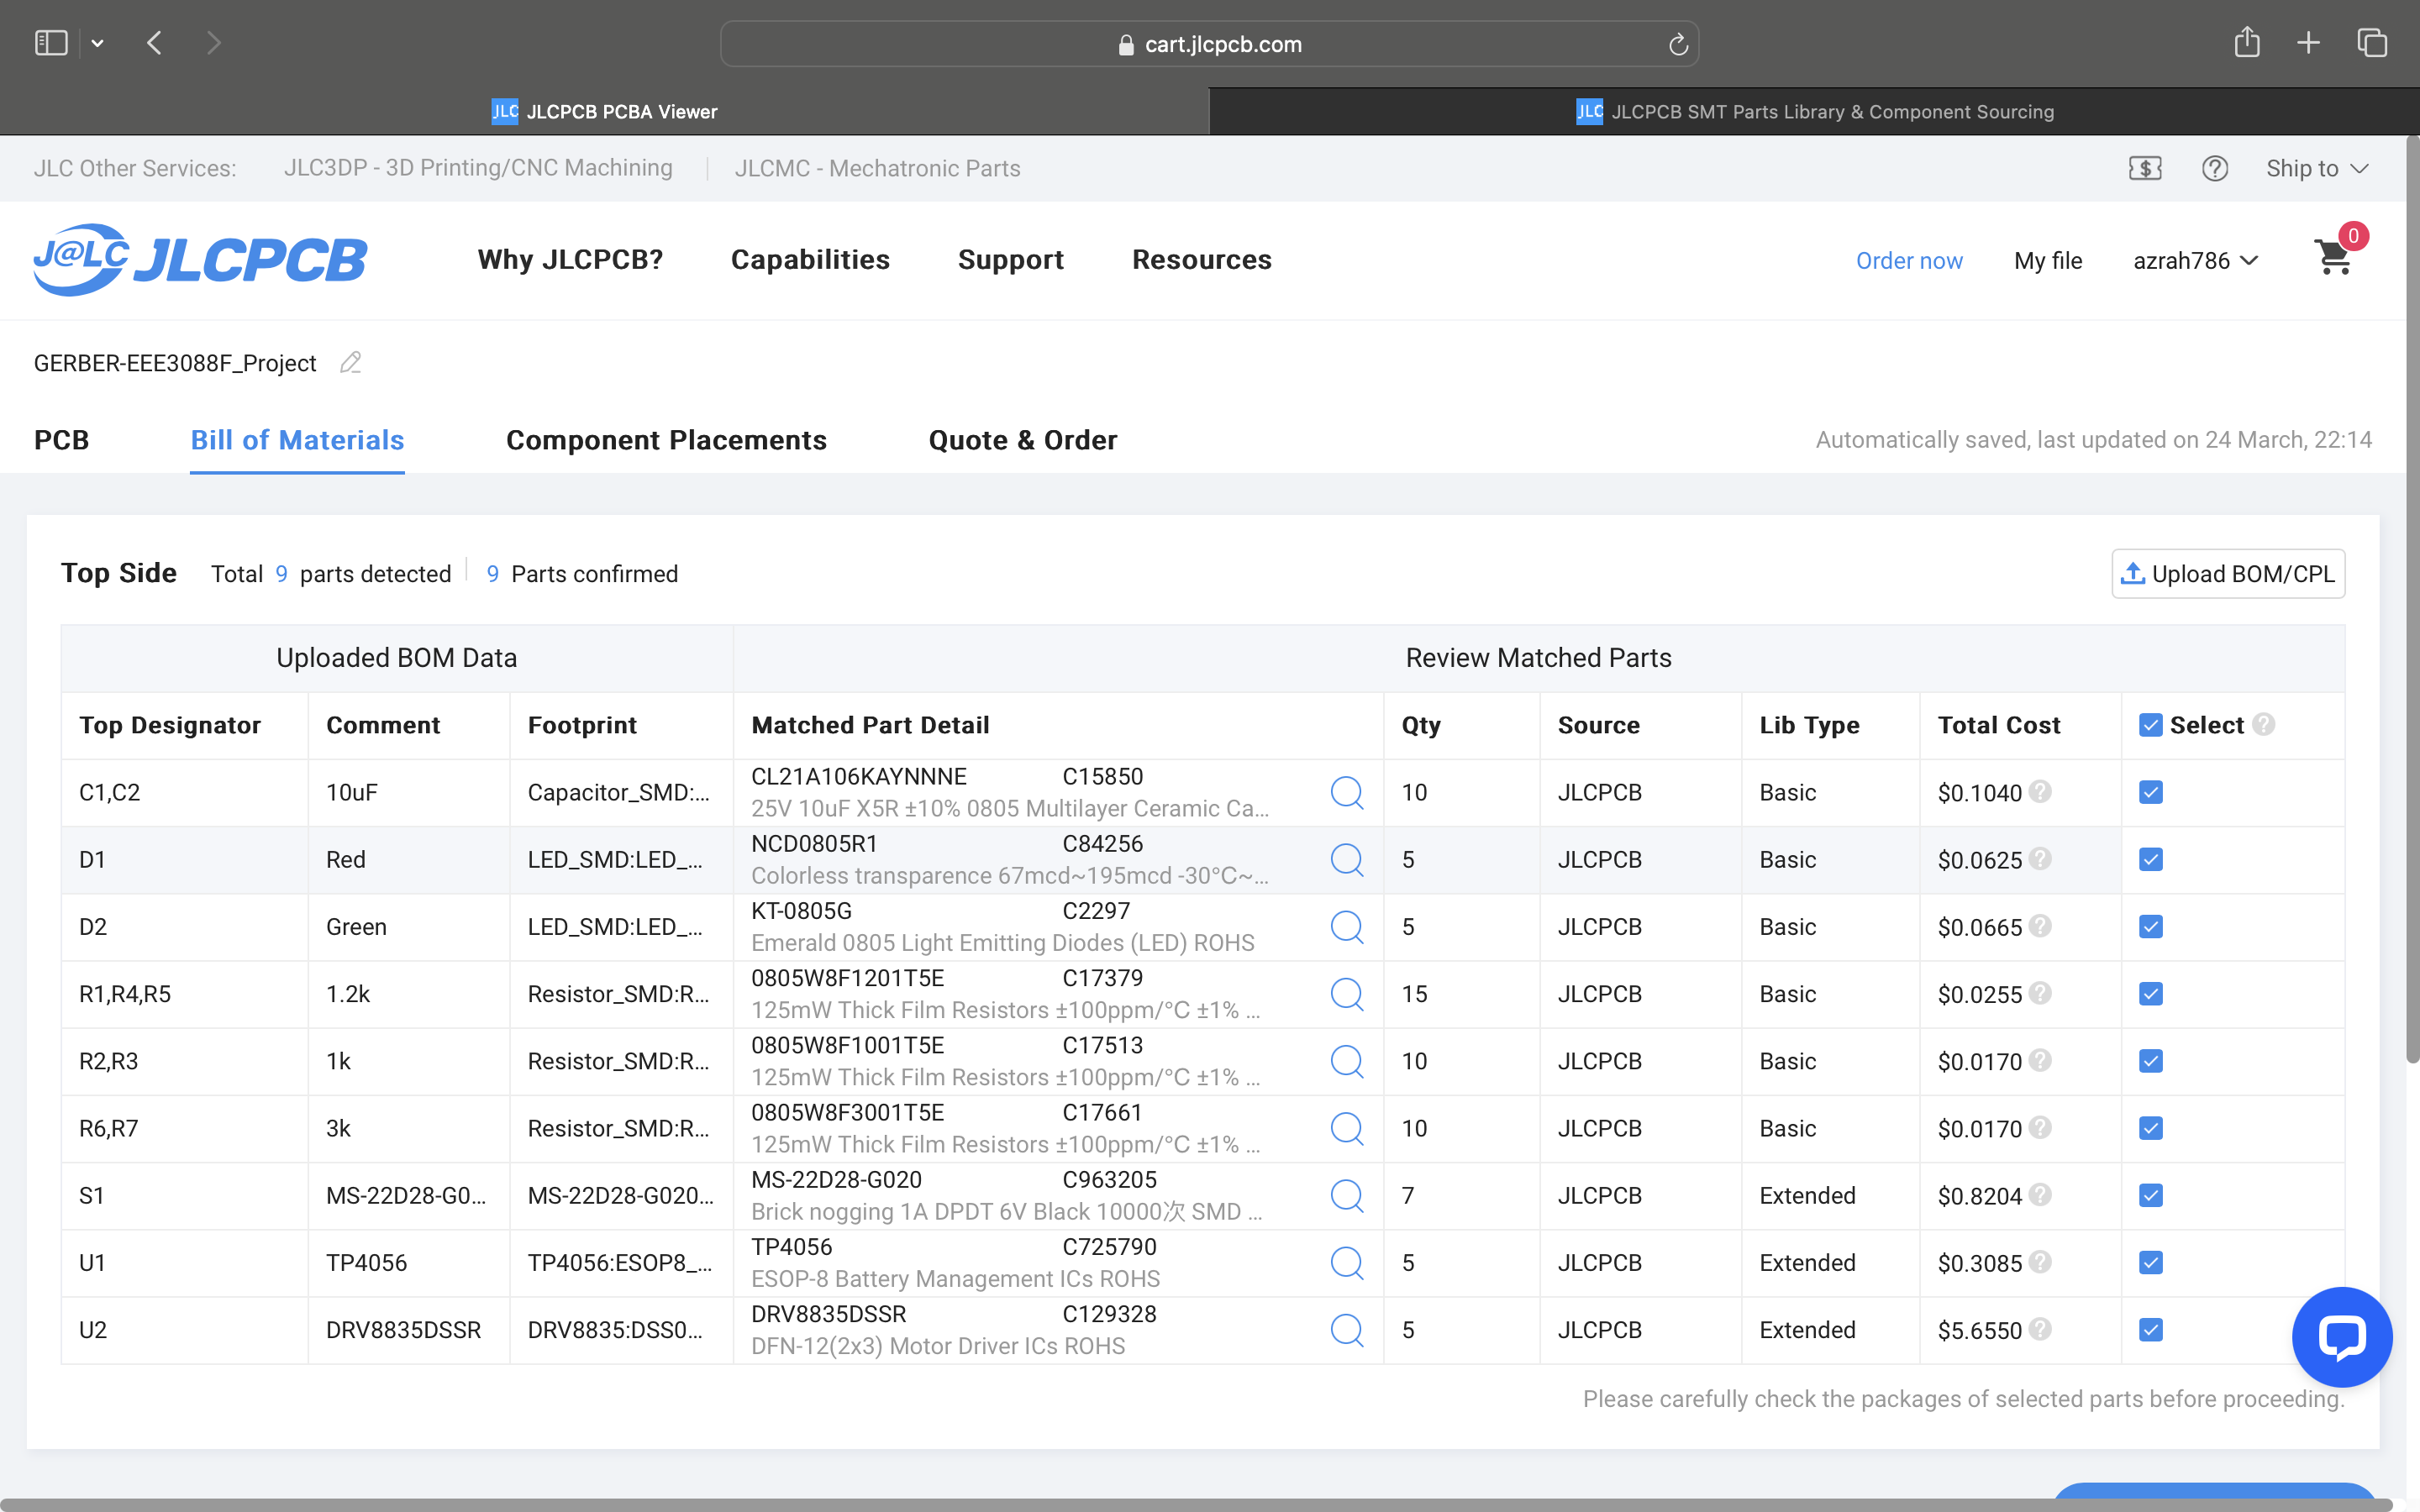 cart.jlcpcb.com
JLC JLCPCB PCBA Viewer
JLC JLCPCB SMT Parts Library & Component Sourcing
JLC Other Services: JLC3DP - 3D Printing/CNC Machining JLCMC - Mechatronic Parts
Ship to
J@LC JLCPCB
Why JLCPCB? Capabilities Support Resources
Order now My file azrah786 0
GERBER-EEE3088F_Project
PCB Bill of Materials Component Placements Quote & Order
Automatically saved, last updated on 24 March, 22:14
Top Side Total 9 parts detected 9 Parts confirmed
Upload BOM/CPL
Uploaded BOM Data Review Matched Parts
Top Designator Comment Footprint Matched Part Detail Qty Source Lib Type Total Cost Select
C1,C2 10uF Capacitor_SMD:... CL21A106KAYNNNE C15850 10 JLCPCB Basic $0.1040
25V 10uF X5R ±10% 0805 Multilayer Ceramic Ca...
D1 Red LED_SMD:LED_... NCD0805R1 C84256 5 JLCPCB Basic $0.0625
Colorless transparence 67mcd~195mcd -30℃~...
D2 Green LED_SMD:LED_... KT-0805G C2297 5 JLCPCB Basic $0.0665
Emerald 0805 Light Emitting Diodes (LED) ROHS
R1,R4,R5 1.2k Resistor_SMD:R... 0805W8F1201T5E C17379 15 JLCPCB Basic $0.0255
125mW Thick Film Resistors ±100ppm/℃ ±1% ...
R2,R3 1k Resistor_SMD:R... 0805W8F1001T5E C17513 10 JLCPCB Basic $0.0170
125mW Thick Film Resistors ±100ppm/℃ ±1% ...
R6,R7 3k Resistor_SMD:R... 0805W8F3001T5E C17661 10 JLCPCB Basic $0.0170
125mW Thick Film Resistors ±100ppm/℃ ±1% ...
S1 MS-22D28-G0... MS-22D28-G020... MS-22D28-G020 C963205 7 JLCPCB Extended $0.8204
Brick nogging 1A DPDT 6V Black 10000次 SMD ...
U1 TP4056 TP4056:ESOP8_... TP4056 C725790 5 JLCPCB Extended $0.3085
ESOP-8 Battery Management ICs ROHS
U2 DRV8835DSSR DRV8835:DSS0... DRV8835DSSR C129328 5 JLCPCB Extended $5.6550
DFN-12(2x3) Motor Driver ICs ROHS
Please carefully check the packages of selected parts before proceeding.